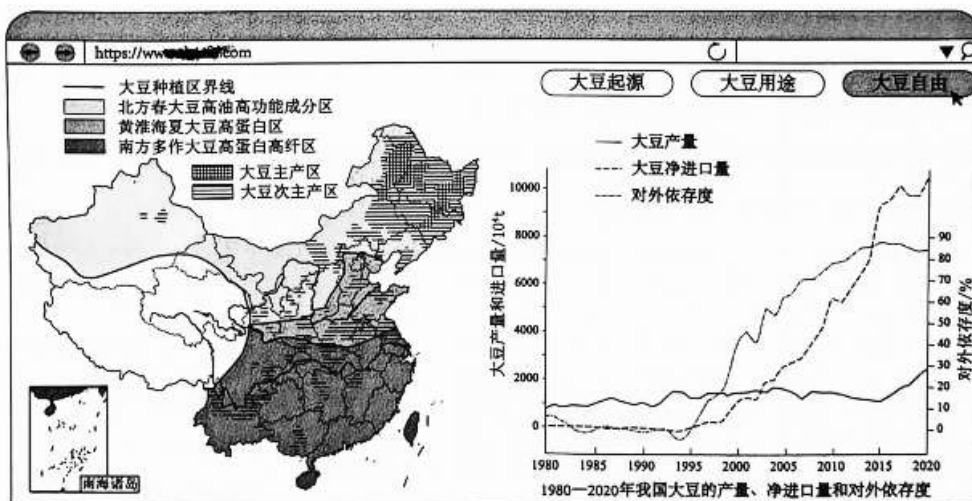 https://www
.com
大豆起源
大豆用途
大豆自由
大豆种植区界线
北方春大豆高油高功能成分区
黄淮海夏大豆高蛋白区
南方多作大豆高蛋白高纤区
大豆主产区
大豆次主产区
南海诸岛
大豆产量
大豆净进口量
对外依存度
大豆产量和进口量/10⁴t
10000
8000
6000
4000
2000
0
对外依存度/%
90
80
70
60
50
40
30
20
10
0
1980 1985 1990 1995 2000 2005 2010 2015 2020
1980—2020年我国大豆的产量、净进口量和对外依存度